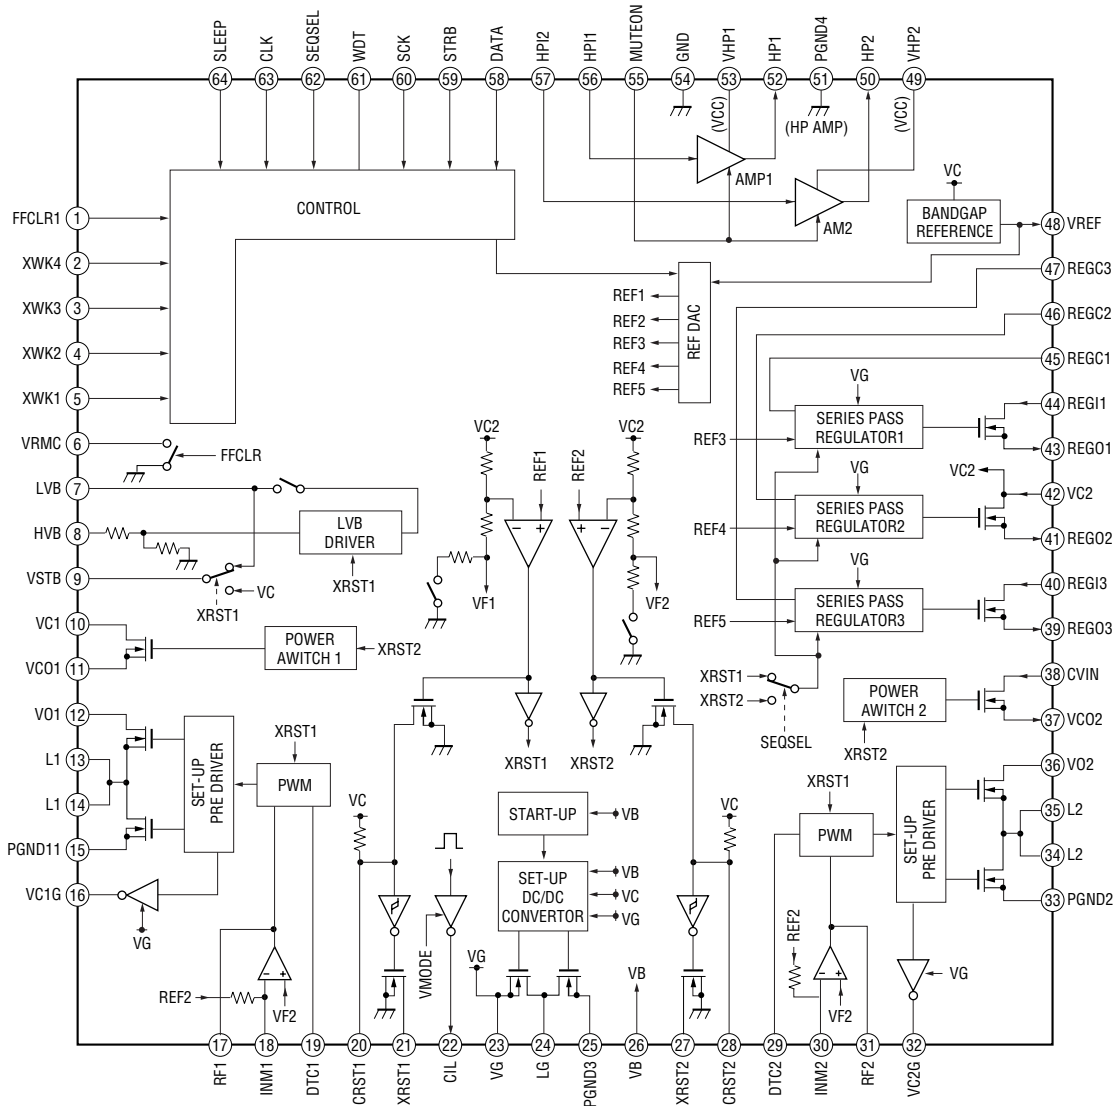 SLEEP
CLK
SEQSEL
WDT
SCK
STRB
DATA
HPI2
HPI1
MUTEON
GND
VHP1
HP1
PGND4
HP2
VHP2
64
63
62
61
60
59
58
57
56
55
54
53
52
51
50
49
(VCC)
(HP AMP)
(VCC)
CONTROL
AMP1
AM2
VC
BANDGAP
REFERENCE
FFCLR1 1
XWK4 2
XWK3 3
XWK2 4
XWK1 5
VRMC 6
LVB 7
HVB 8
VSTB 9
VC1 10
VCO1 11
VO1 12
L1 13
L1 14
PGND11 15
VC1G 16
48 VREF
47 REGC3
46 REGC2
45 REGC1
44 REGI1
43 REGO1
42 VC2
41 REGO2
40 REGI3
39 REGO3
38 CVIN
37 VCO2
36 VO2
35 L2
34 L2
33 PGND2
REF1
REF2
REF3
REF4
REF5
REF DAC
VG
REF3
SERIES PASS
REGULATOR1
VG
VC2
REF4
SERIES PASS
REGULATOR2
VG
REF5
SERIES PASS
REGULATOR3
FFCLR
LVB
DRIVER
XRST1
VC
XRST1
POWER
AWITCH 1
XRST2
VC2
REF1
REF2
VC2
− +
+ −
VF1
VF2
XRST1
XRST2
XRST1
XRST2
SEQSEL
POWER
AWITCH 2
XRST2
SET-UP
PRE DRIVER
XRST1
PWM
VG
REF2
− +
VF2
VC
VMODE
START-UP
VB
SET-UP
DC/DC
CONVERTOR
VB
VC
VG
VG
VB
VC
XRST1
PWM
SET-UP
PRE DRIVER
REF2
− +
VF2
VG
17
18
19
20
21
22
23
24
25
26
27
28
29
30
31
32
RF1
INM1
DTC1
CRST1
XRST1
CIL
VG
LG
PGND3
VB
XRST2
CRST2
DTC2
INM2
RF2
VC2G